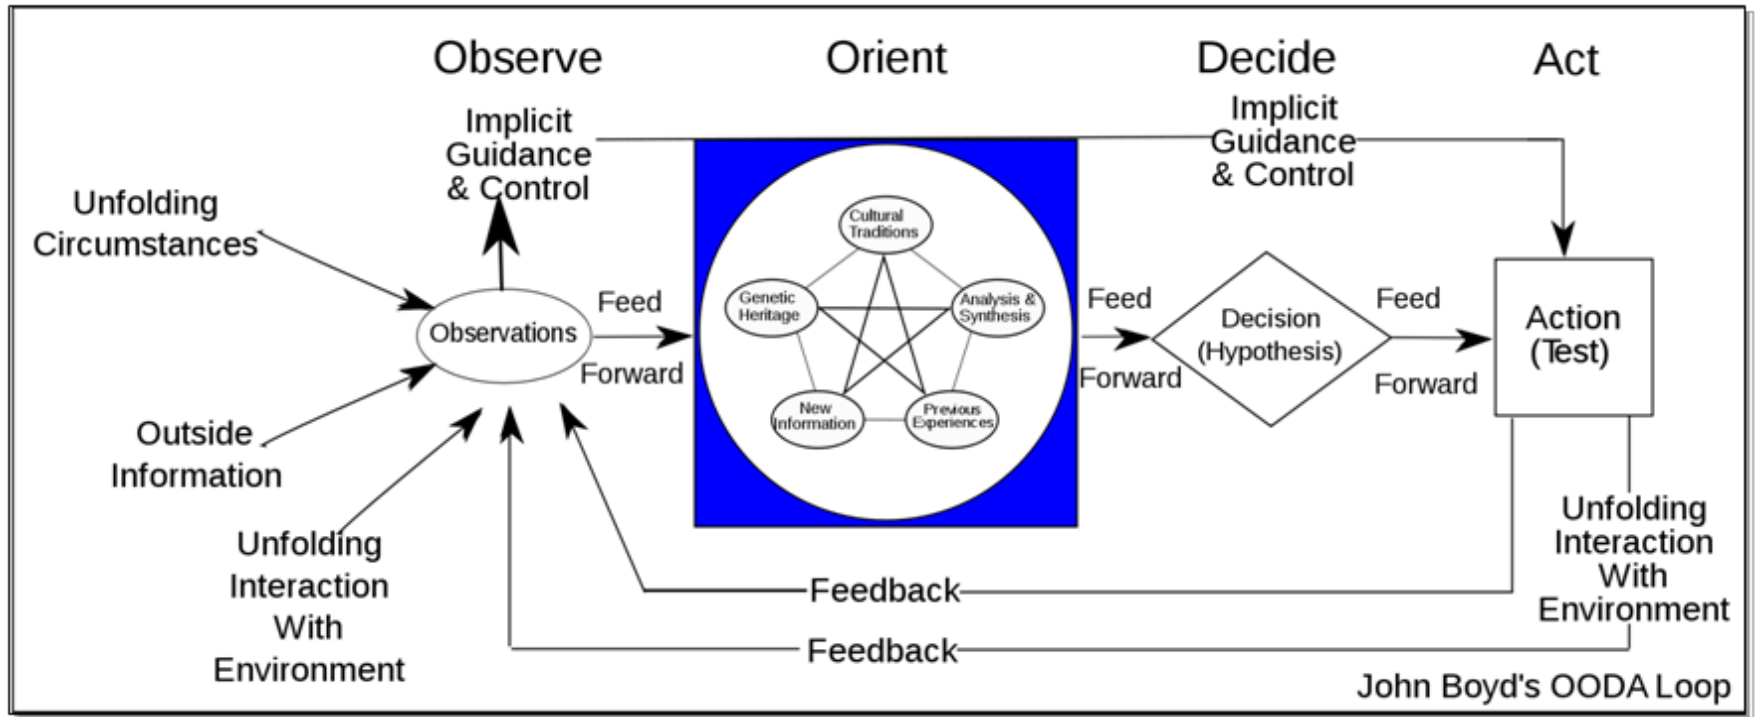 Observe
Orient
Decide
Act
Implicit
Guidance
& Control
Implicit
Guidance
& Control
Unfolding
Circumstances
Observations
Feed
Forward
Cultural
Traditions
Genetic
Heritage
Analysis &
Synthesis
New
Information
Previous
Experiences
Feed
Forward
Decision
(Hypothesis)
Feed
Forward
Action
(Test)
Outside
Information
Unfolding
Interaction
With
Environment
Feedback
Feedback
Unfolding
Interaction
With
Environment
John Boyd's OODA Loop